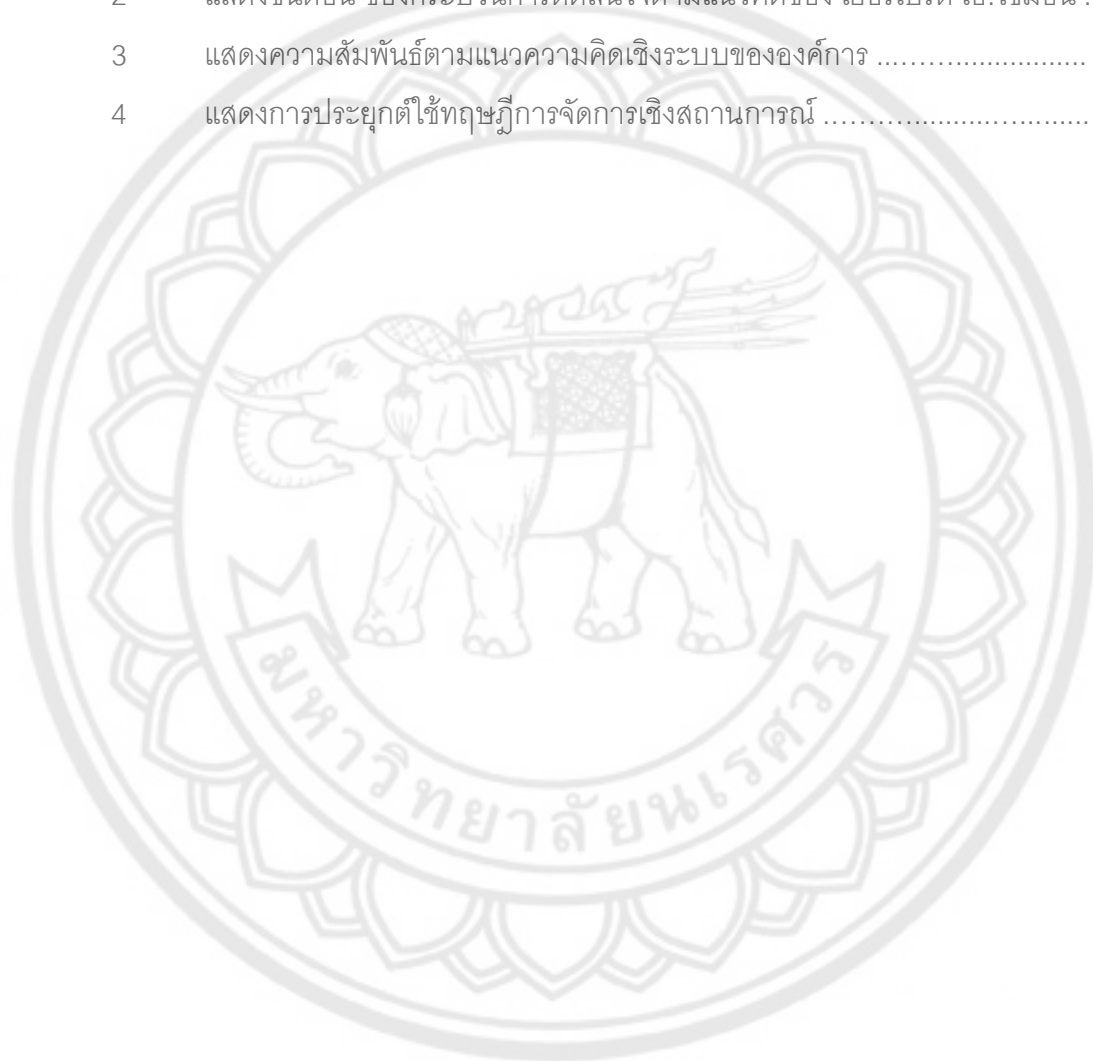 3 แสดงความสัมพันธ์ตามแนวความคิดเชิงระบบขององค์การ ...……..................
4 แสดงการประยุกต์ใช้ทฤษฎีการจัดการเชิงสถานการณ์ …………..........…..........
มหาวิทยาลัยนเรศวร